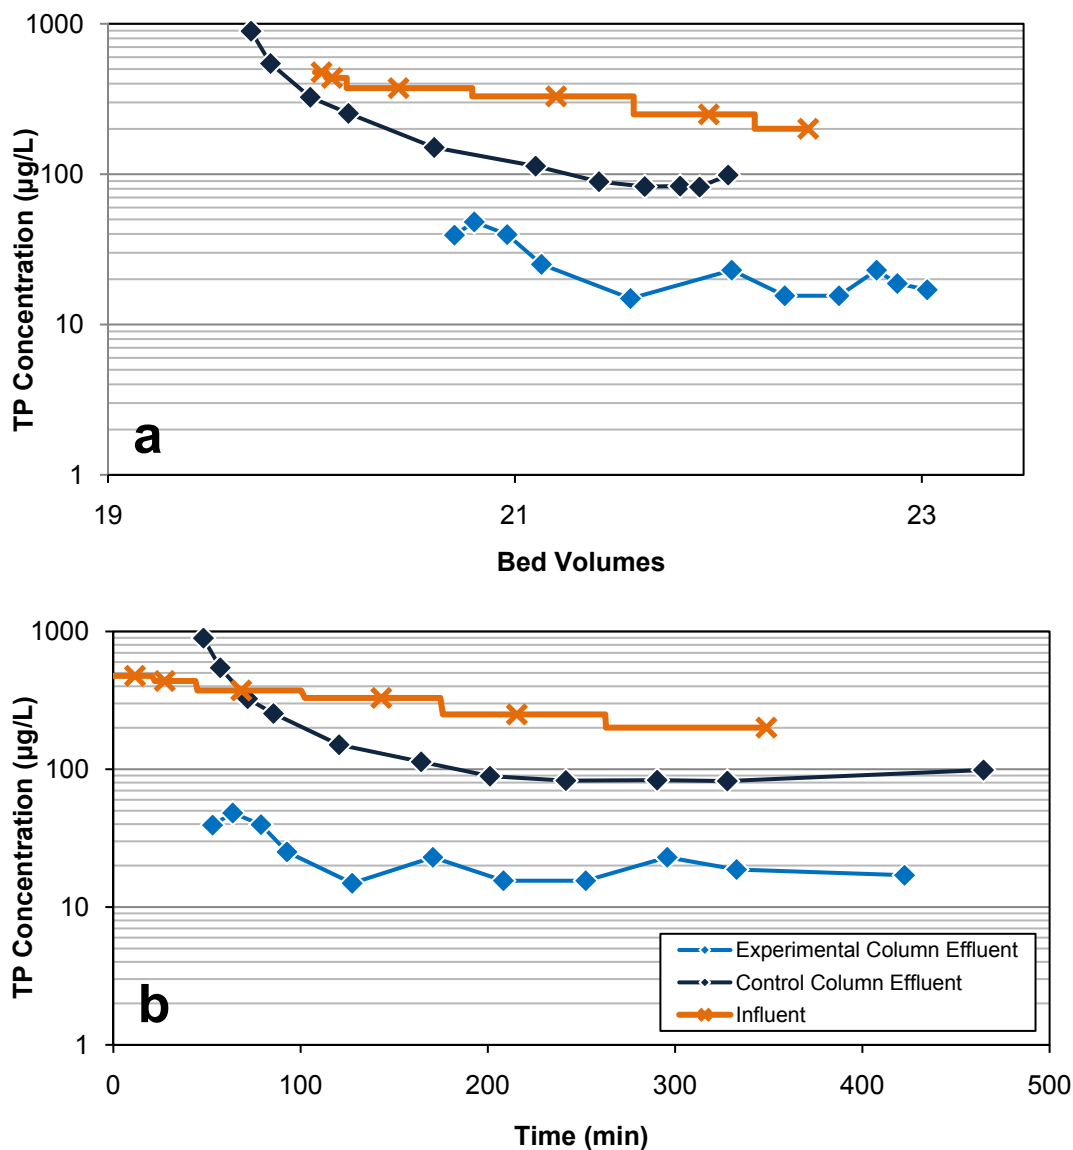 1000
100
10
1
TP Concentration (µg/L)
a
19 21 23
Bed Volumes
1000
100
10
1
TP Concentration (µg/L)
b
Experimental Column Effluent
Control Column Effluent
Influent
0 100 200 300 400 500
Time (min)